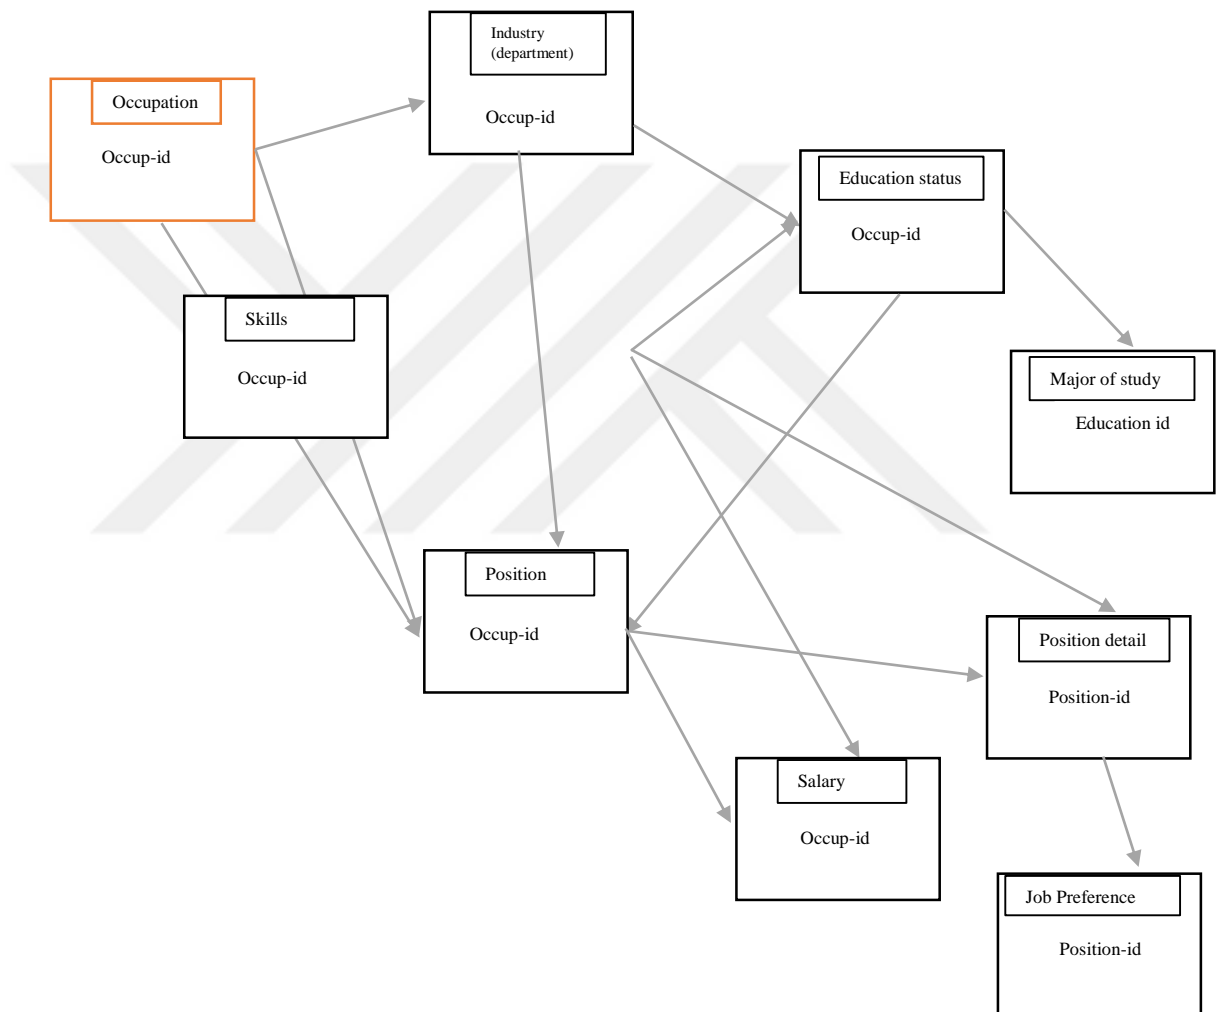 Industry
(department)
Occup-id
Occupation
Occup-id
Education status
Occup-id
Skills
Occup-id
Major of study
Education id
Position
Occup-id
Position detail
Position-id
Salary
Occup-id
Job Preference
Position-id